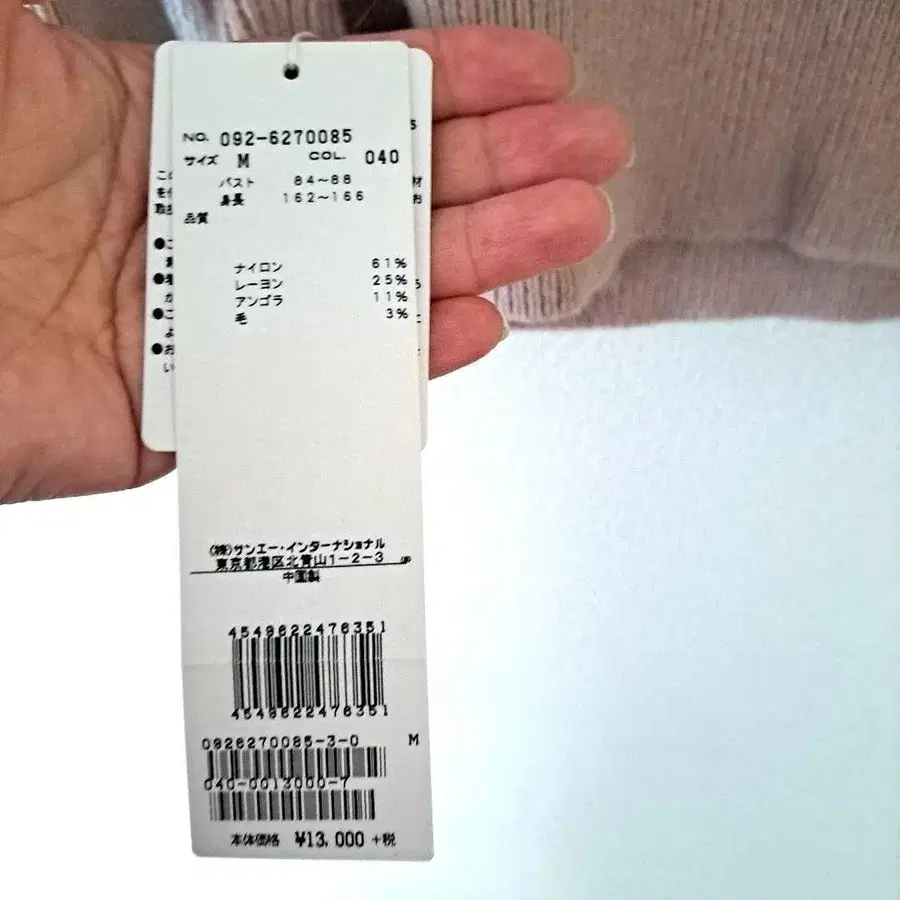 NO. 092-6270085
サイズ M COL. 040
バスト 84~88
身長 162~166
品質
ナイロン 61%
レーヨン 25%
アンゴラ 11%
毛 3%
(株)サンエー・インターナショナル
東京都港区北青山1-2-3
中国製
4549622476351
4549622476351
0926270085-3-0 M
040-0013000-7
本体価格 ¥13,000+税